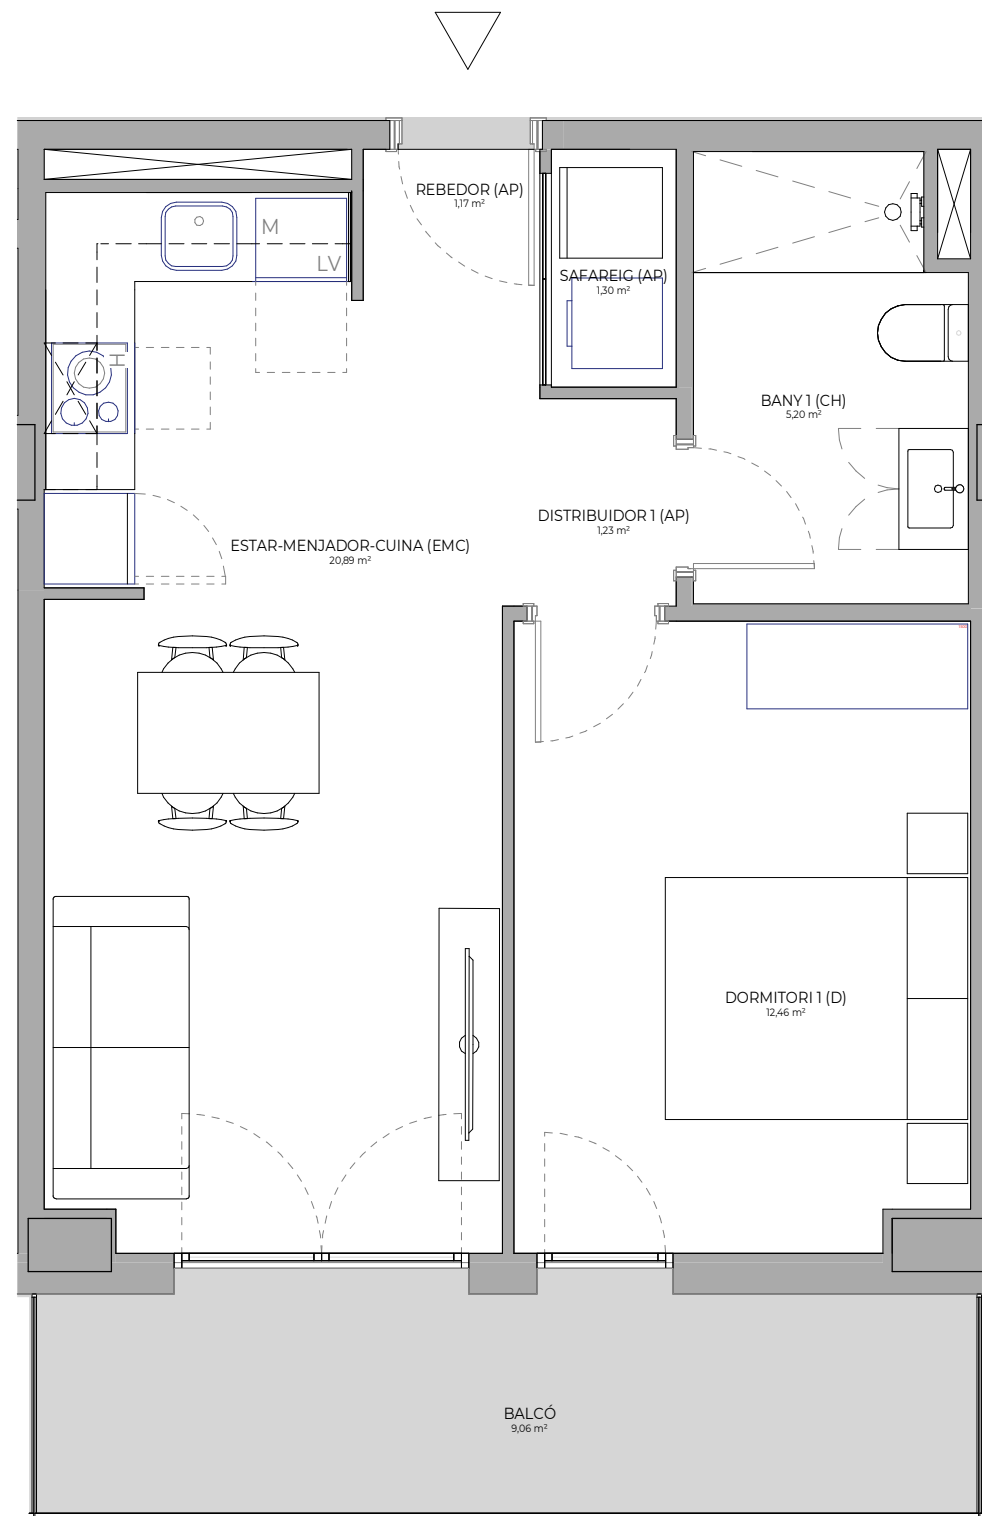 REBEDOR (AP)
1,17 m²
M
LV
SAFAREIG (AP)
1,30 m²
H
BANY 1 (CH)
5,20 m²
DISTRIBUIDOR 1 (AP)
1,23 m²
ESTAR-MENJADOR-CUINA (EMC)
20,89 m²
DORMITORI 1 (D)
12,46 m²
BALCÓ
9,06 m²